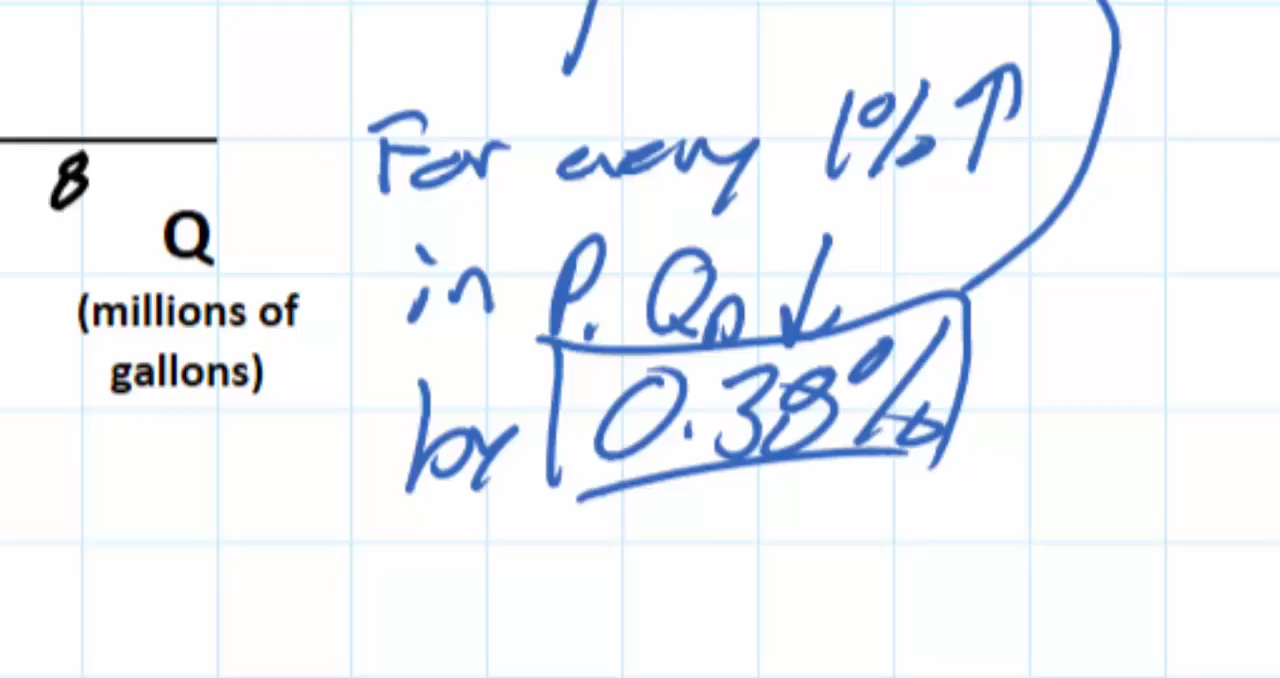 8
Q
(millions of
gallons)
For every 1% ↑
in P. QD ↓
by 0.38%